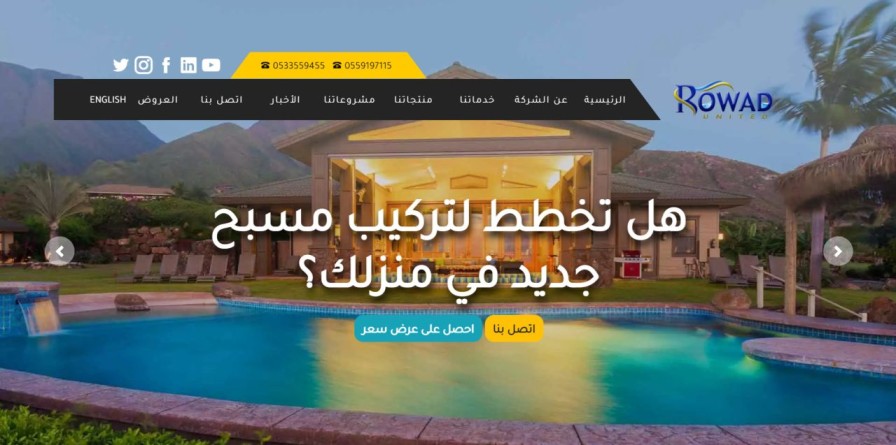 ☎ 0533559455 ☎ 0559197115
ROWAD
UNITED
الرئيسية عن الشركة خدماتنا منتجاتنا مشروعاتنا الأخبار اتصل بنا العروض ENGLISH
هل تخطط لتركيب مسبح
جديد في منزلك؟
اتصل بنا احصل على عرض سعر